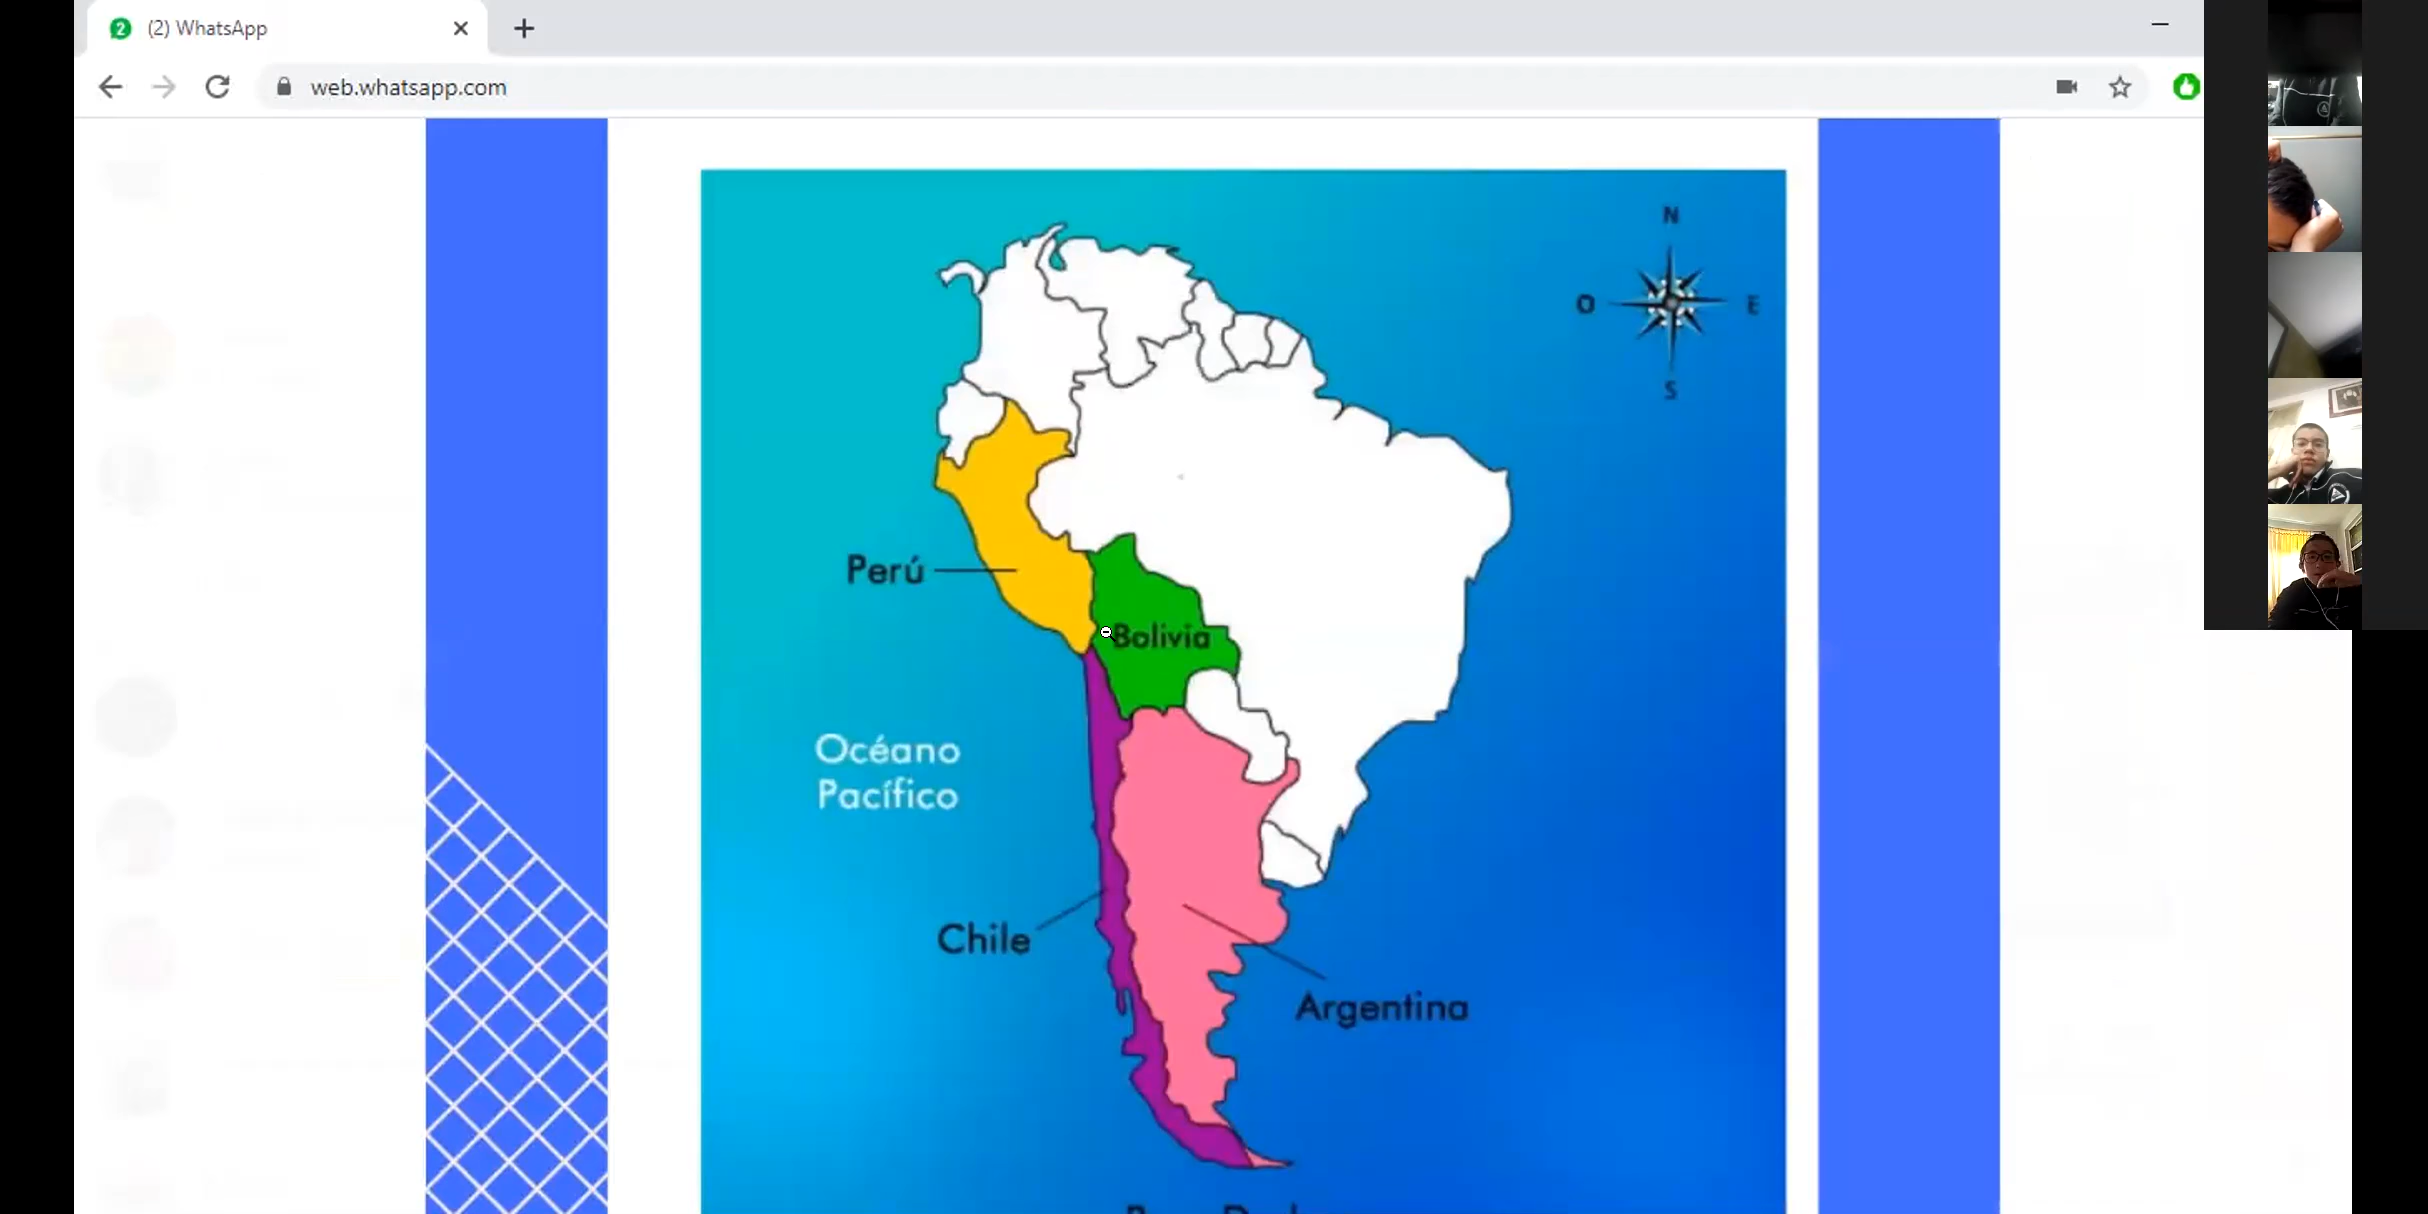 (2) WhatsApp
web.whatsapp.com
N
O
E
S
Perú
Bolivia
Océano
Pacífico
Chile
Argentina